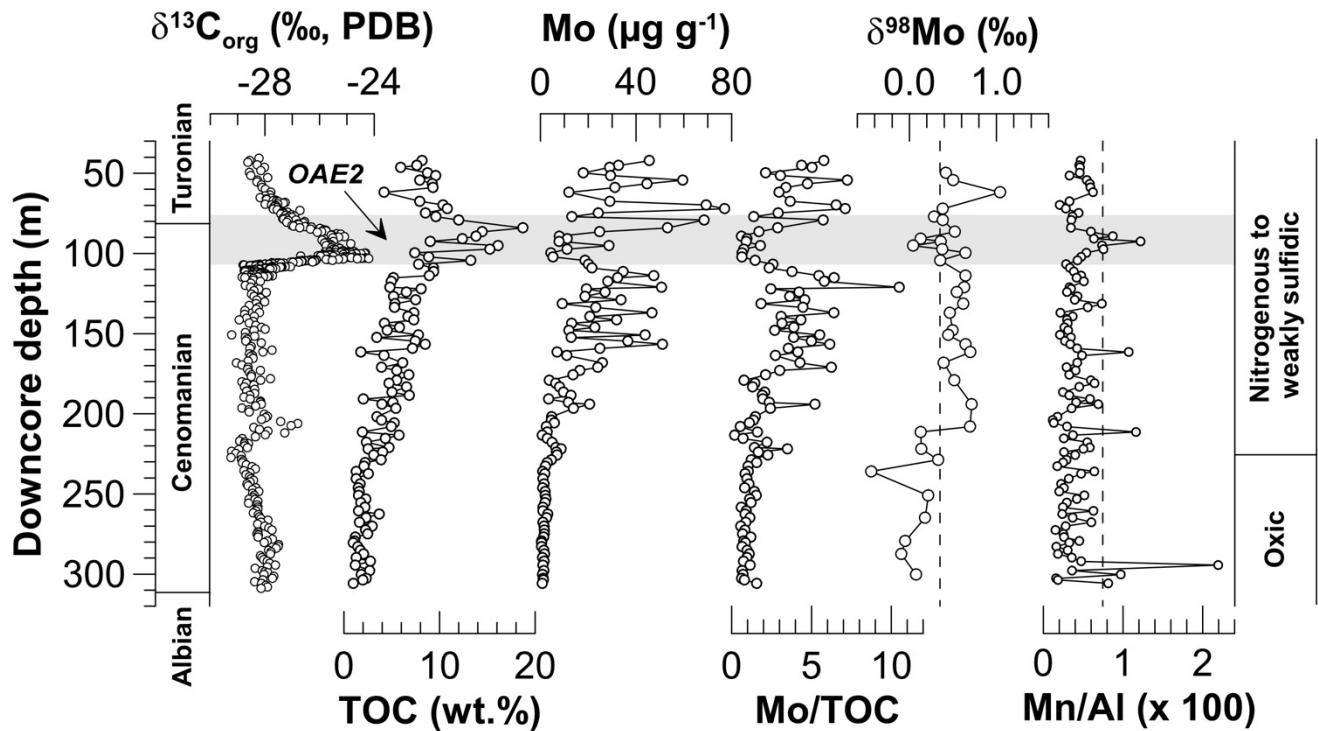 δ¹³Corg (‰, PDB)
-28 -24
Mo (µg g⁻¹)
0 40 80
δ⁹⁸Mo (‰)
0.0 1.0
Downcore depth (m)
50
100
150
200
250
300
Turonian
Cenomanian
Albian
OAE2
Nitrogenous to
weakly sulfidic
Oxic
0 10 20
TOC (wt.%)
0 5 10
Mo/TOC
0 1 2
Mn/Al (x 100)